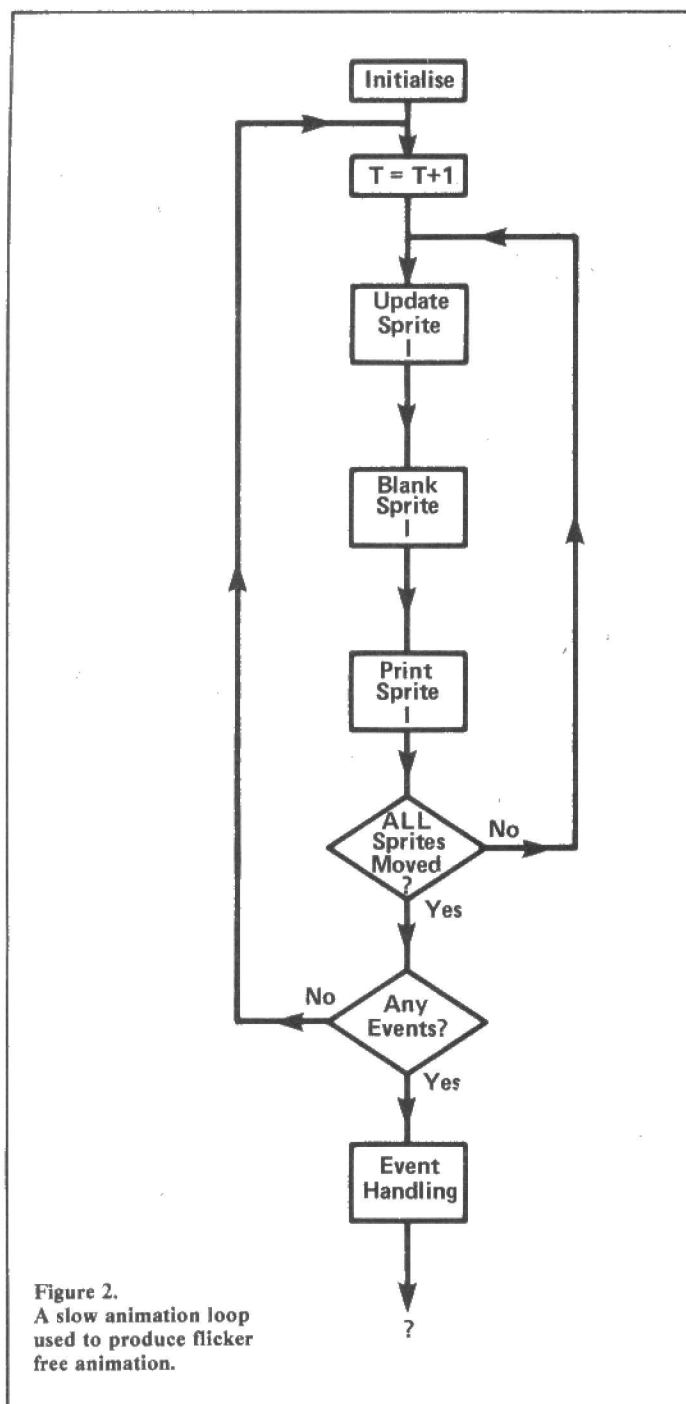 Initialise
T = T+1
Update
Sprite
I
Blank
Sprite
I
Print
Sprite
I
ALL
Sprites
Moved
?
No
Yes
No
Any
Events?
Yes
Event
Handling
?
Figure 2.
A slow animation loop
used to produce flicker
free animation.